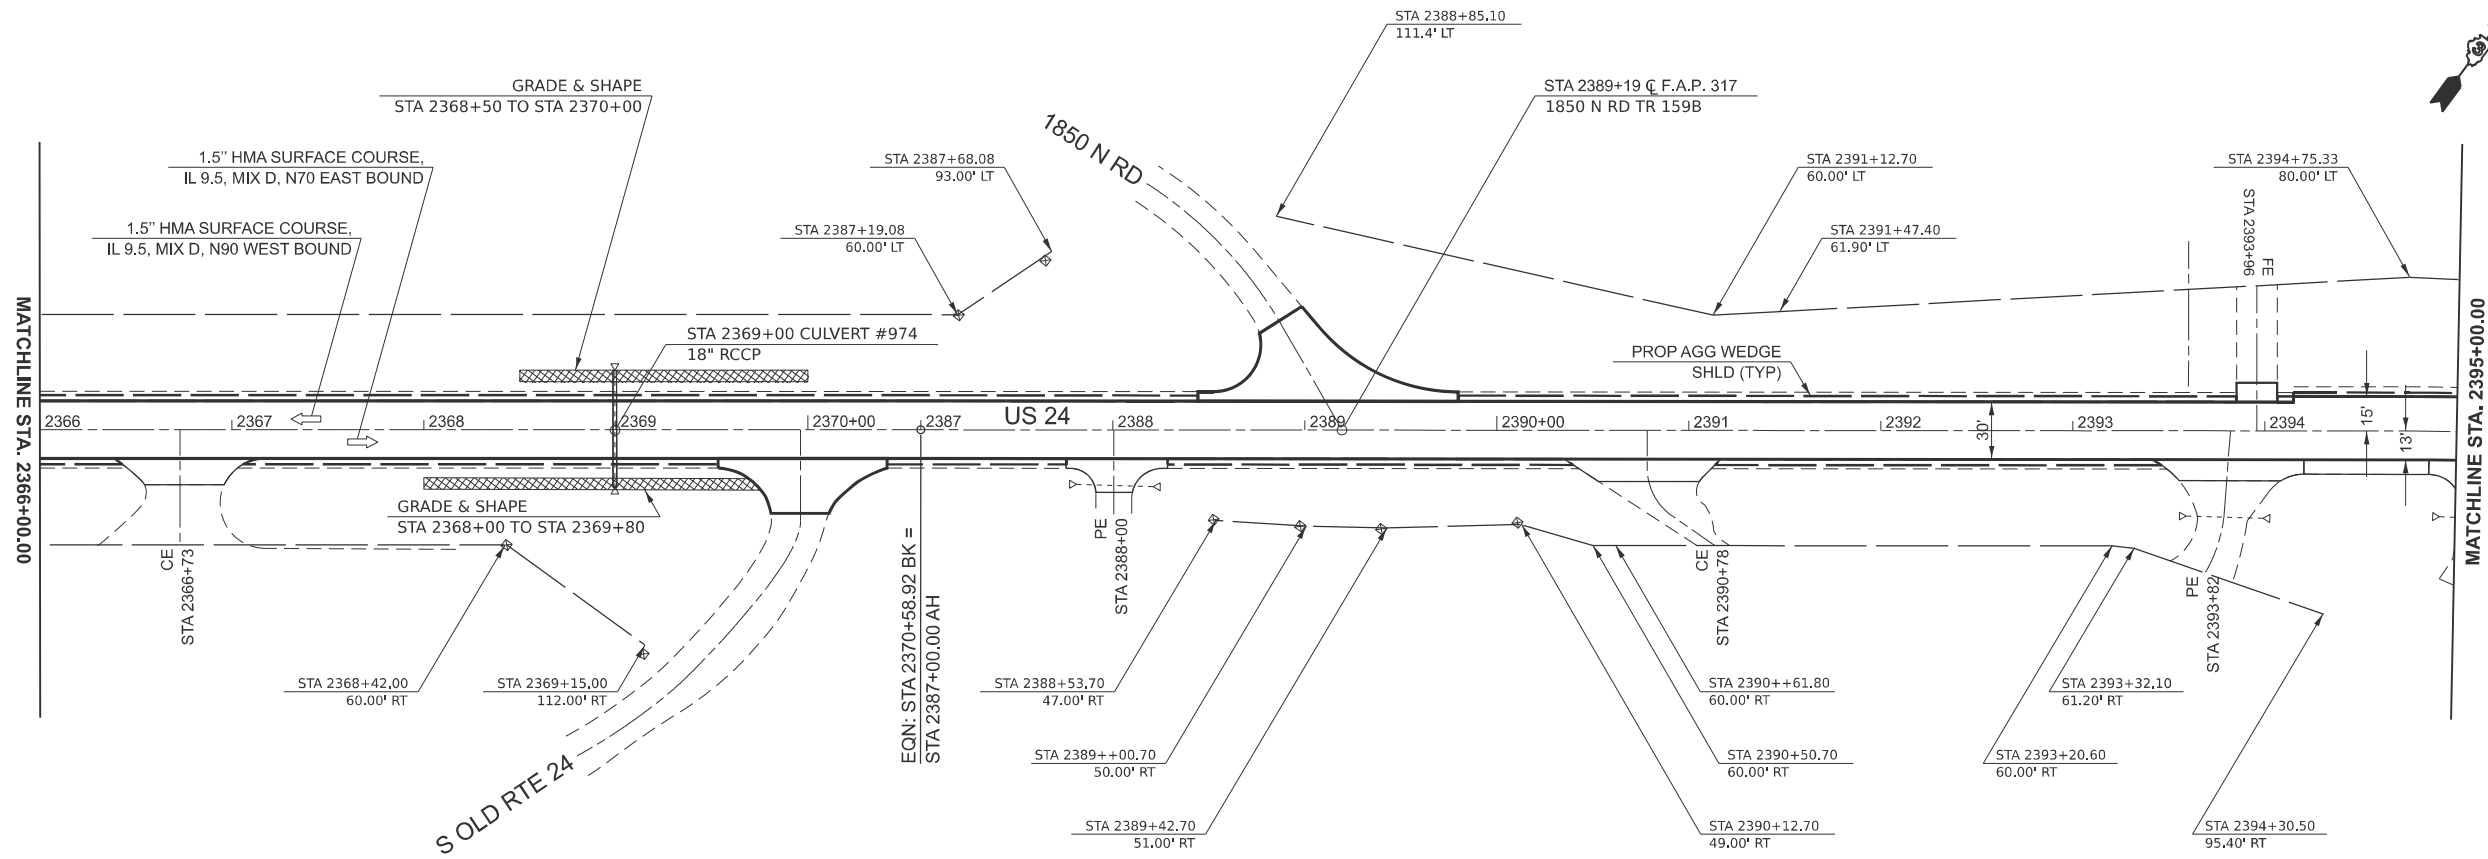 STA 2388+85.10
111.4' LT
GRADE & SHAPE
STA 2368+50 TO STA 2370+00
STA 2389+19 ℄ F.A.P. 317
1850 N RD TR 159B
1850 N RD
1.5" HMA SURFACE COURSE,
IL 9.5, MIX D, N70 EAST BOUND
STA 2387+68.08
93.00' LT
STA 2391+12.70
60.00' LT
STA 2394+75.33
80.00' LT
1.5" HMA SURFACE COURSE,
IL 9.5, MIX D, N90 WEST BOUND
STA 2387+19.08
60.00' LT
STA 2391+47.40
61.90' LT
STA 2393+96
FE
MATCHLINE STA. 2366+00.00
STA 2369+00 CULVERT #974
18" RCCP
PROP AGG WEDGE
SHLD (TYP)
MATCHLINE STA. 2395+00.00
2366
2367
2368
2369
2370+00
2387
US 24
2388
2389
2390+00
2391
2392
2393
2394
30'
15'
13'
GRADE & SHAPE
STA 2368+00 TO STA 2369+80
CE
STA 2366+73
PE
STA 2388+00
CE
STA 2390+78
PE
STA 2393+82
EQN: STA 2370+58.92 BK =
STA 2387+00.00 AH
STA 2368+42.00
60.00' RT
STA 2369+15.00
112.00' RT
STA 2388+53.70
47.00' RT
STA 2390++61.80
60.00' RT
STA 2393+32.10
61.20' RT
S OLD RTE 24
STA 2389++00.70
50.00' RT
STA 2390+50.70
60.00' RT
STA 2393+20.60
60.00' RT
STA 2389+42.70
51.00' RT
STA 2390+12.70
49.00' RT
STA 2394+30.50
95.40' RT